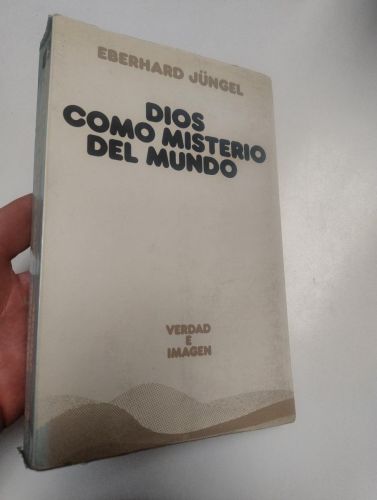 EBERHARD JÜNGEL
DIOS
COMO MISTERIO
DEL MUNDO
VERDAD
E
IMAGEN